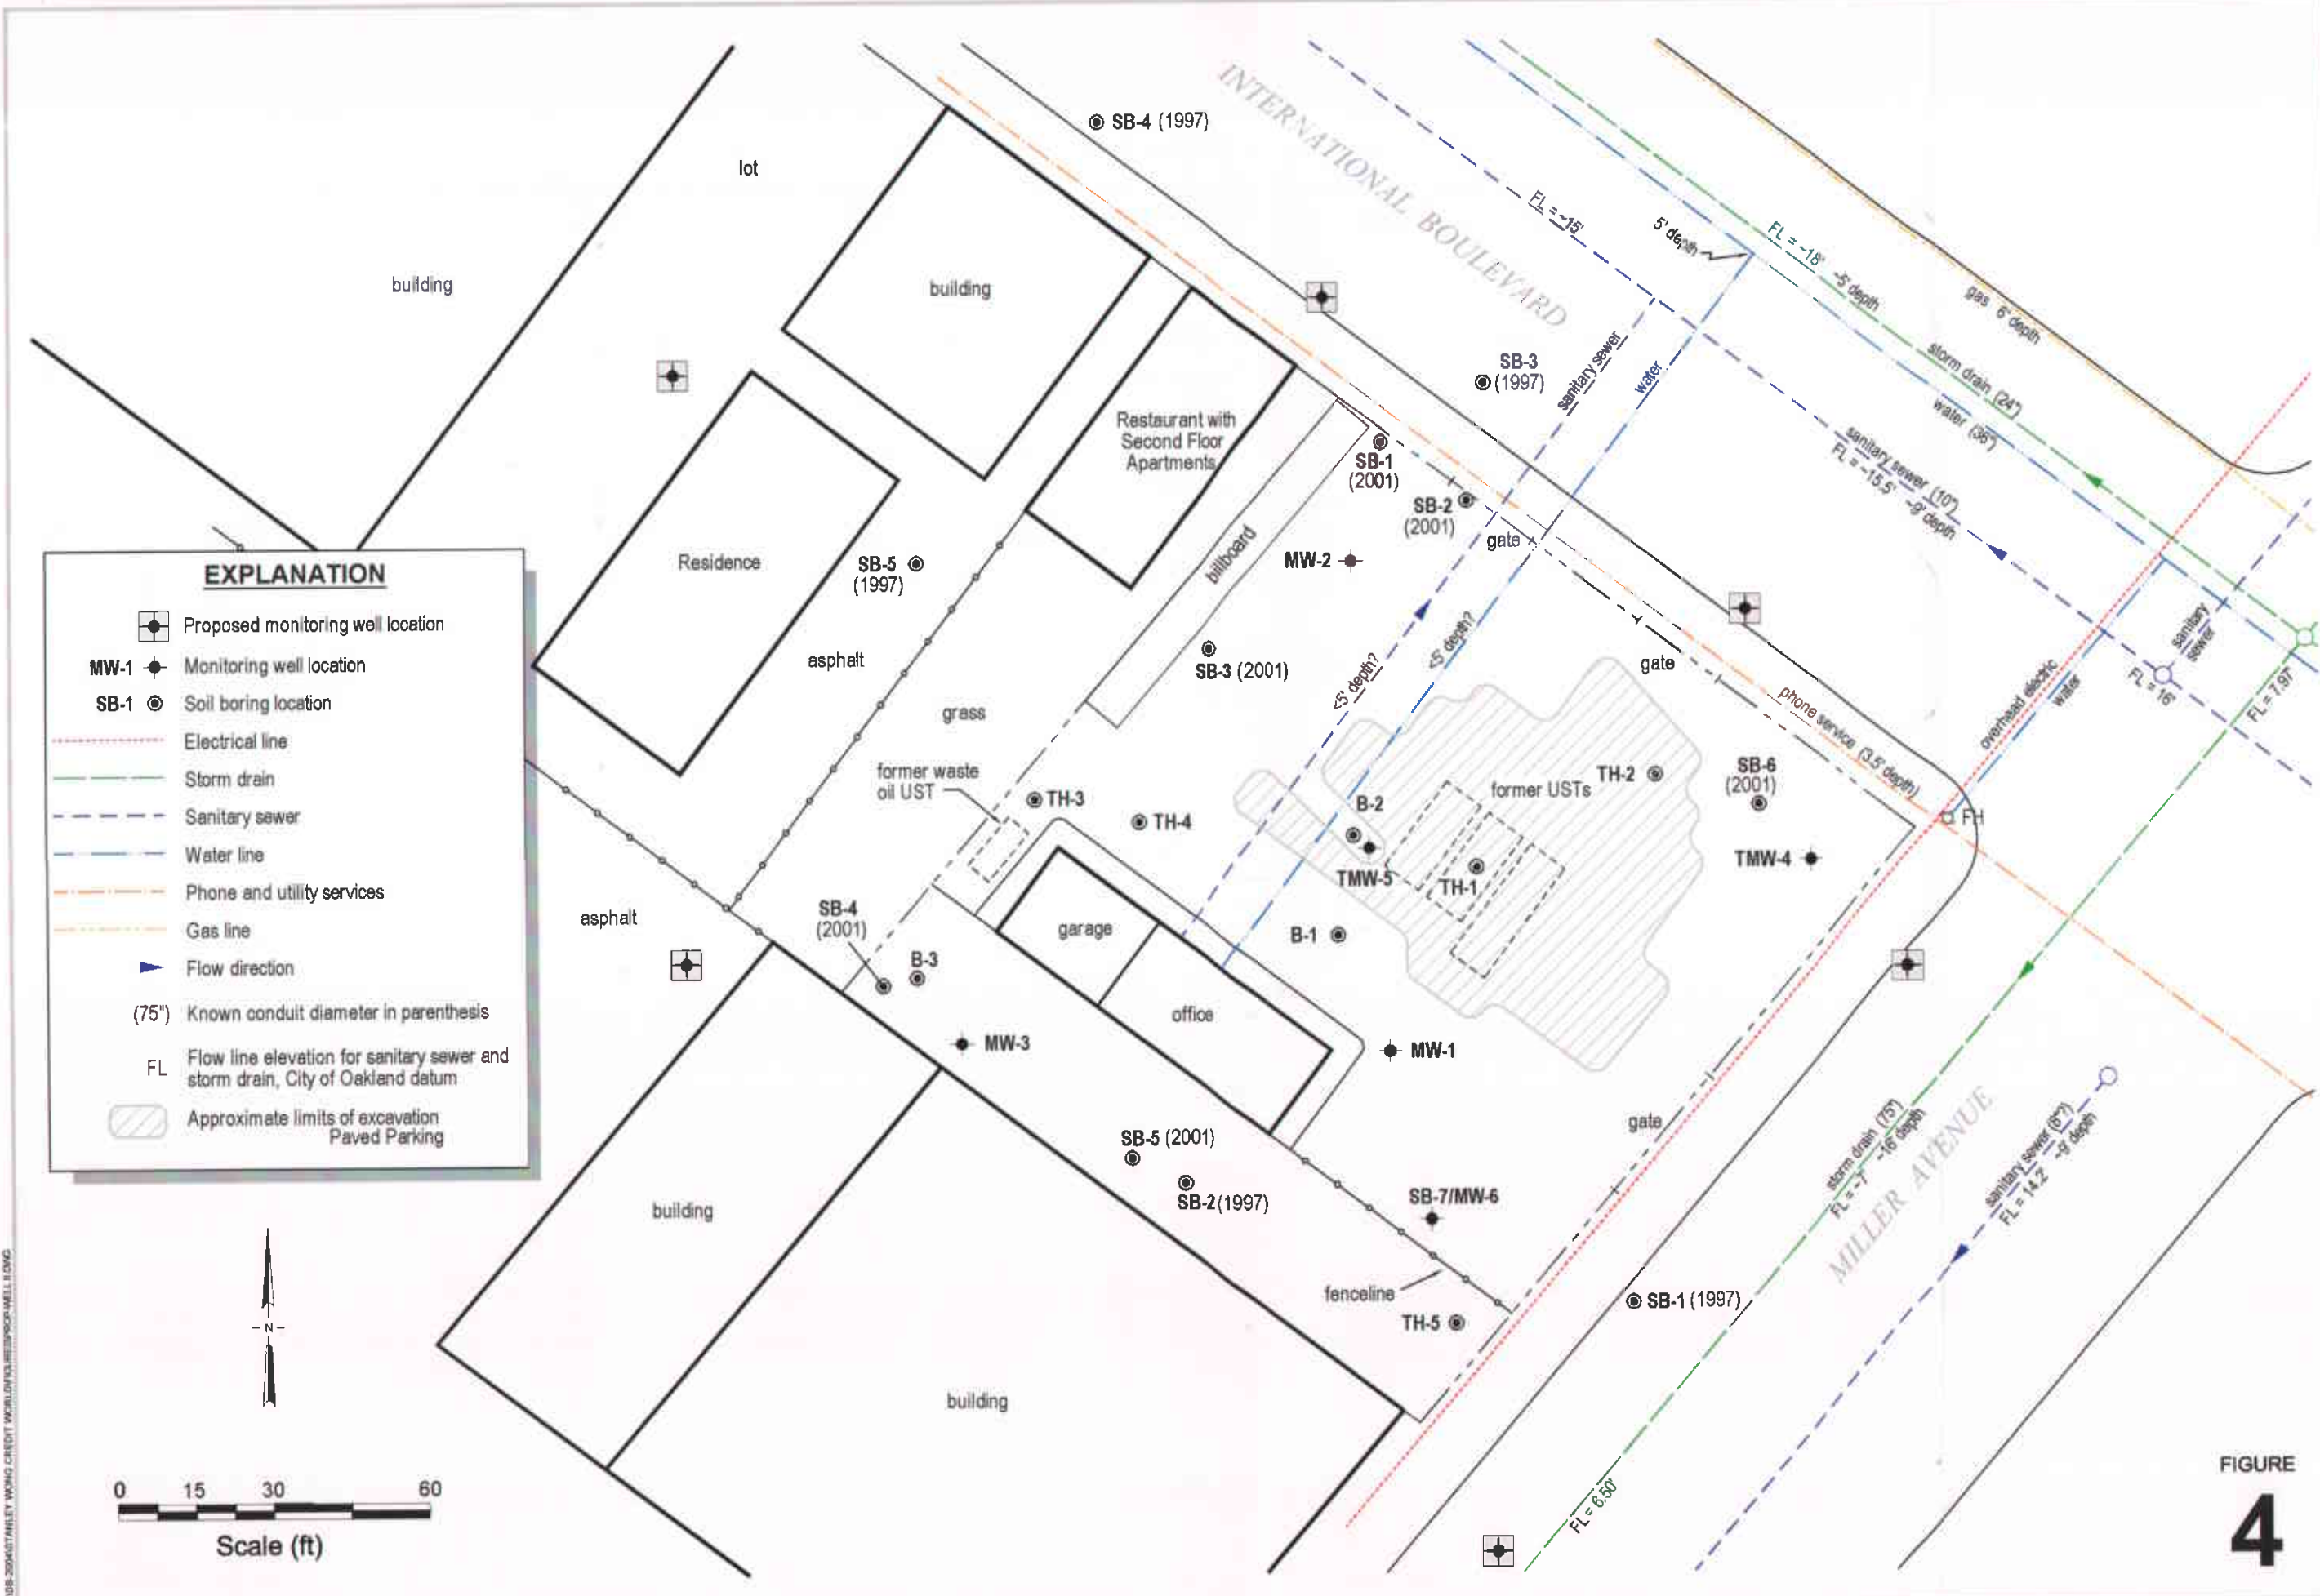 SB-4 (1997)
INTERNATIONAL BOULEVARD
lot
building
building
FL = ~15'
5' depth
FL = ~18' ~5' depth
gas 6' depth
storm drain (24")
water (36")
sanitary sewer (10")
FL = ~15.5' ~9' depth
SB-3
(1997)
sanitary sewer
water
Restaurant with
Second Floor
Apartments
SB-1
(2001)
SB-2
(2001)
gate
billboard
MW-2
Residence
SB-5
(1997)
asphalt
grass
SB-3 (2001)
<5' depth?
<5' depth?
gate
phone service (3.5' depth)
overhead electric
water
sanitary
sewer
FL = 16'
FL = 7.97'
FH
EXPLANATION
Proposed monitoring well location
MW-1 Monitoring well location
SB-1 Soil boring location
Electrical line
Storm drain
Sanitary sewer
Water line
Phone and utility services
Gas line
Flow direction
(75") Known conduit diameter in parenthesis
FL Flow line elevation for sanitary sewer and
storm drain, City of Oakland datum
Approximate limits of excavation
Paved Parking
former waste
oil UST
TH-3
TH-4
B-2
TMW-5
former USTs
TH-1
TH-2
SB-6
(2001)
TMW-4
asphalt
SB-4
(2001)
B-3
garage
office
B-1
MW-3
MW-1
gate
SB-5 (2001)
SB-2 (1997)
SB-7/MW-6
fenceline
TH-5
SB-1 (1997)
storm drain (75")
FL = ~7' ~16' depth
MILLER AVENUE
sanitary sewer (6"?)
FL = 14.2' ~9' depth
FL = 6.50'
building
building
- N -
0 15 30 60
Scale (ft)
FIGURE
4